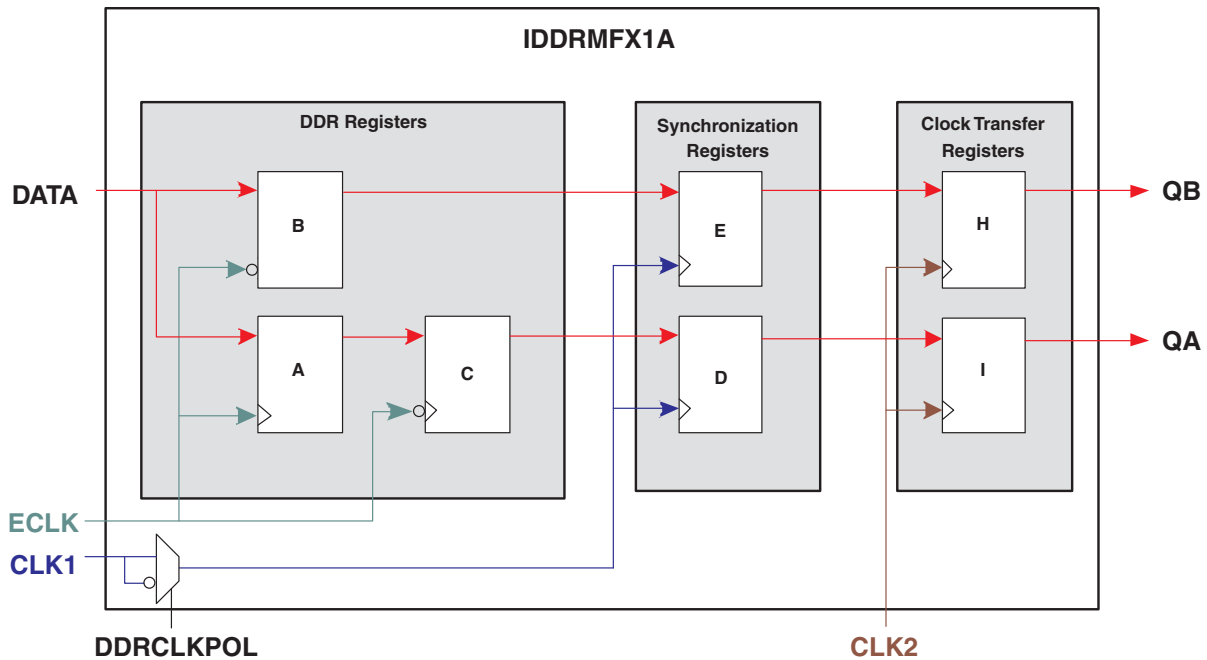 IDDRMFX1A
DDR Registers
Synchronization
Registers
Clock Transfer
Registers
DATA
B
E
H
QB
A
C
D
I
QA
ECLK
CLK1
DDRCLKPOL
CLK2